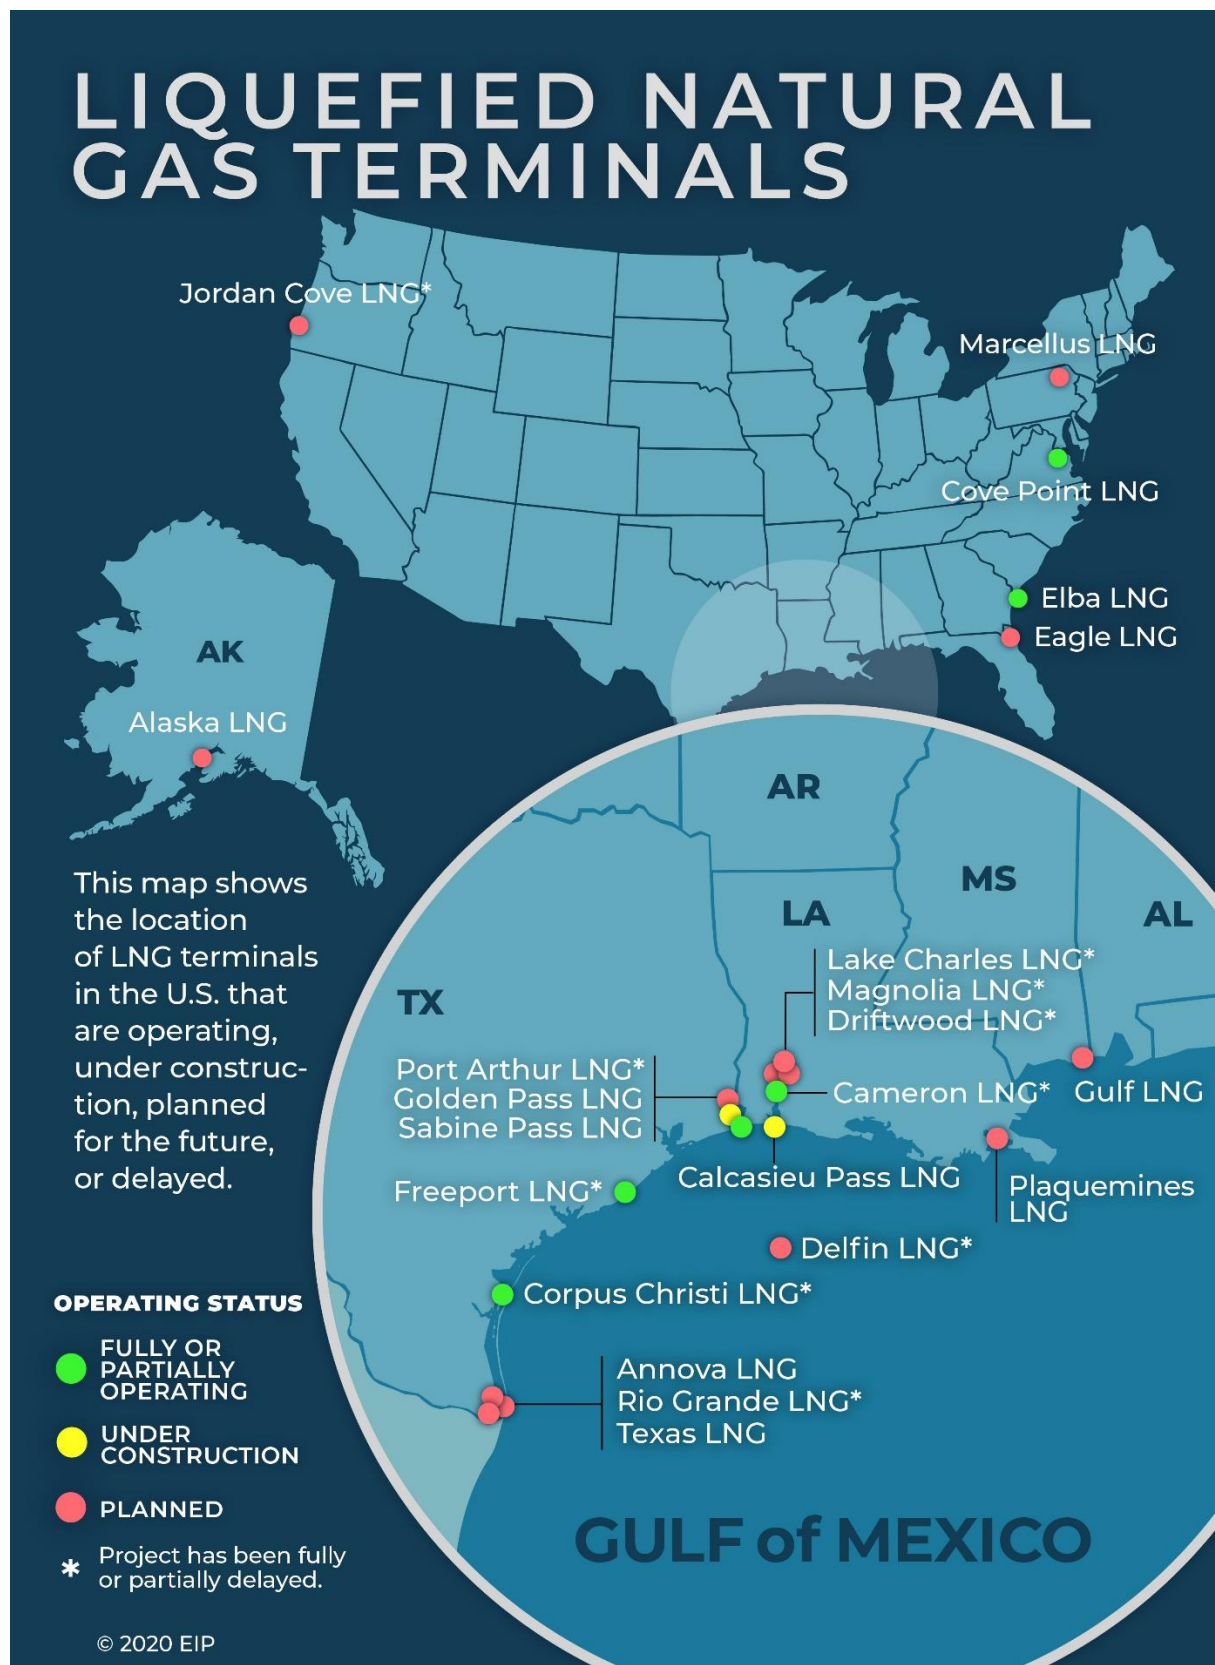 LIQUEFIED NATURAL
GAS TERMINALS
Jordan Cove LNG*
Marcellus LNG
Cove Point LNG
Elba LNG
Eagle LNG
AK
Alaska LNG
This map shows
the location
of LNG terminals
in the U.S. that
are operating,
under construc-
tion, planned
for the future,
or delayed.
AR
MS
LA
AL
TX
Lake Charles LNG*
Magnolia LNG*
Driftwood LNG*
Port Arthur LNG*
Golden Pass LNG
Sabine Pass LNG
Cameron LNG*
Gulf LNG
Calcasieu Pass LNG
Plaquemines
LNG
Freeport LNG*
Delfin LNG*
Corpus Christi LNG*
Annova LNG
Rio Grande LNG*
Texas LNG
GULF of MEXICO
OPERATING STATUS
FULLY OR
PARTIALLY
OPERATING
UNDER
CONSTRUCTION
PLANNED
* Project has been fully
or partially delayed.
© 2020 EIP